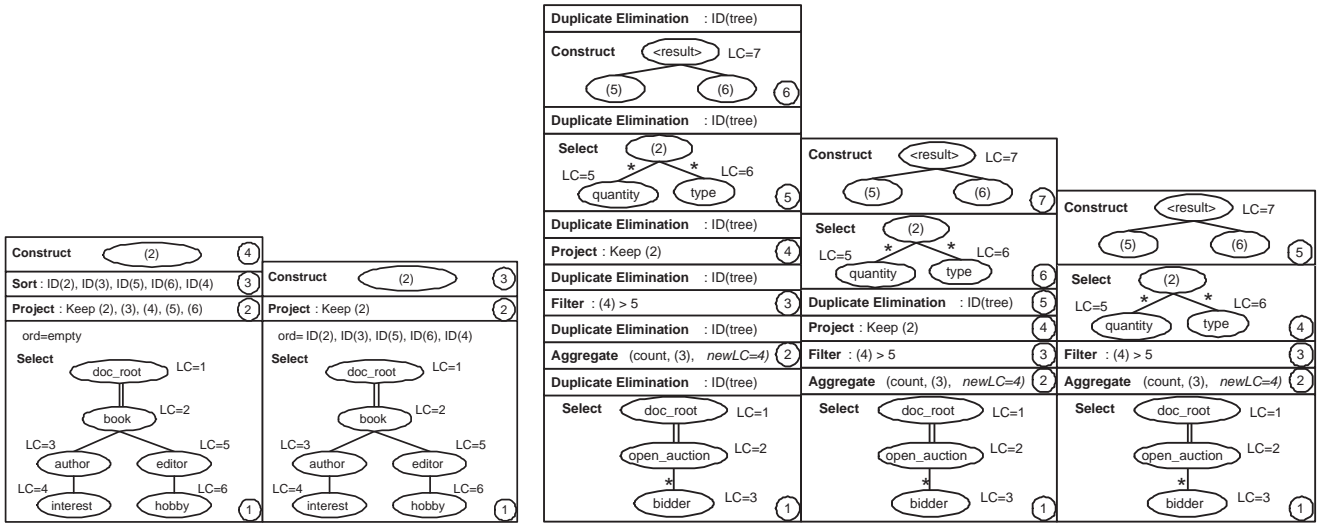 Construct (2) 4
Sort : ID(2), ID(3), ID(5), ID(6), ID(4) 3
Project : Keep (2), (3), (4), (5), (6) 2
ord=empty
Select
doc_root LC=1
book LC=2
LC=3 LC=5
author editor
LC=4 LC=6
interest hobby 1
Construct (2) 3
Project : Keep (2) 2
ord= ID(2), ID(3), ID(5), ID(6), ID(4)
Select
doc_root LC=1
book LC=2
LC=3 LC=5
author editor
LC=4 LC=6
interest hobby 1
Duplicate Elimination : ID(tree)
Construct <result> LC=7
(5) (6) 6
Duplicate Elimination : ID(tree)
Select (2)
* *
LC=5 LC=6
quantity type 5
Duplicate Elimination : ID(tree)
Project : Keep (2) 4
Duplicate Elimination : ID(tree)
Filter : (4) > 5 3
Duplicate Elimination : ID(tree)
Aggregate (count, (3), newLC=4) 2
Duplicate Elimination : ID(tree)
Select doc_root LC=1
open_auction LC=2
*
bidder LC=3 1
Construct <result> LC=7
(5) (6) 7
Select (2)
* *
LC=5 LC=6
quantity type 6
Duplicate Elimination : ID(tree) 5
Project : Keep (2) 4
Filter : (4) > 5 3
Aggregate (count, (3), newLC=4) 2
Select doc_root LC=1
open_auction LC=2
*
bidder LC=3 1
Construct <result> LC=7
(5) (6) 5
Select (2)
* *
LC=5 LC=6
quantity type 4
Filter : (4) > 5 3
Aggregate (count, (3), newLC=4) 2
Select doc_root LC=1
open_auction LC=2
*
bidder LC=3 1